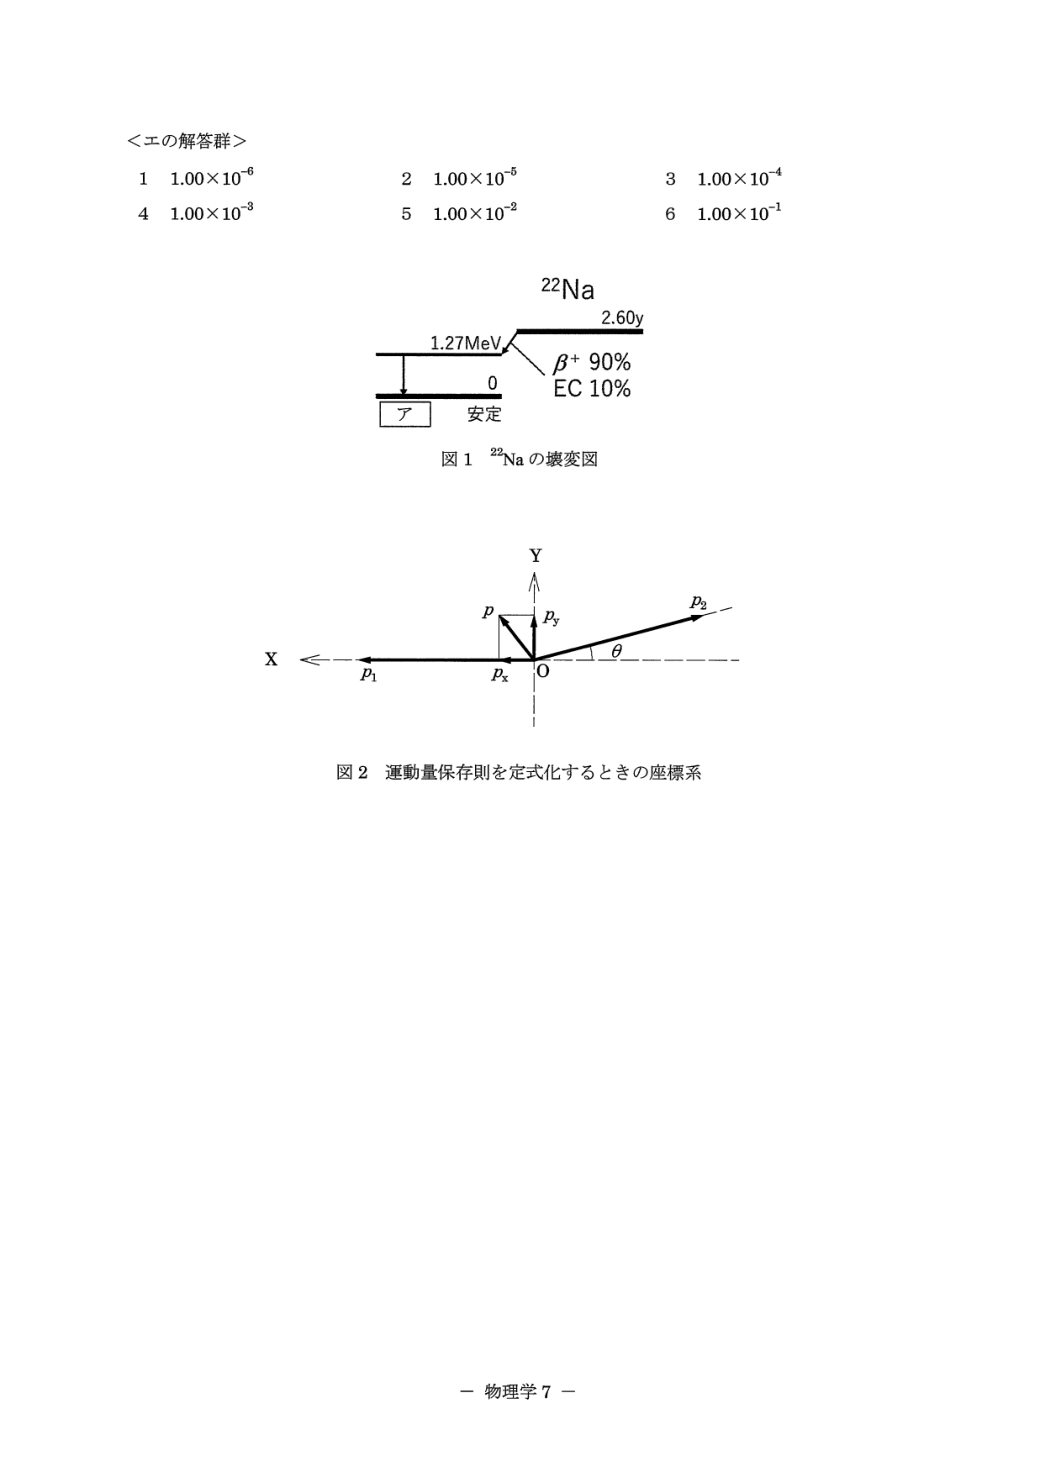 ＜エの解答群＞
1 1.00×10⁻⁶ 2 1.00×10⁻⁵ 3 1.00×10⁻⁴
4 1.00×10⁻³ 5 1.00×10⁻² 6 1.00×10⁻¹
²²Na
2.60y
1.27MeV
β⁺ 90%
0
EC 10%
ア 安定
図1 ²²Naの壊変図
Y
p
p₂
p_y
θ
X
O
p₁
p_x
図2 運動量保存則を定式化するときの座標系
－ 物理学7 －